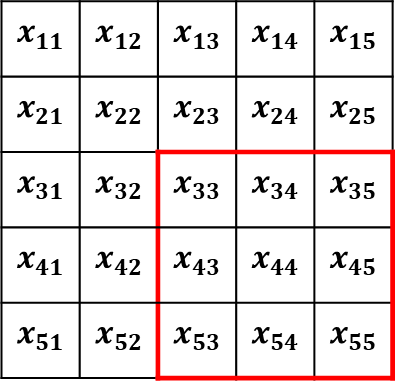 x₁₁ x₁₂ x₁₃ x₁₄ x₁₅
x₂₁ x₂₂ x₂₃ x₂₄ x₂₅
x₃₁ x₃₂ x₃₃ x₃₄ x₃₅
x₄₁ x₄₂ x₄₃ x₄₄ x₄₅
x₅₁ x₅₂ x₅₃ x₅₄ x₅₅